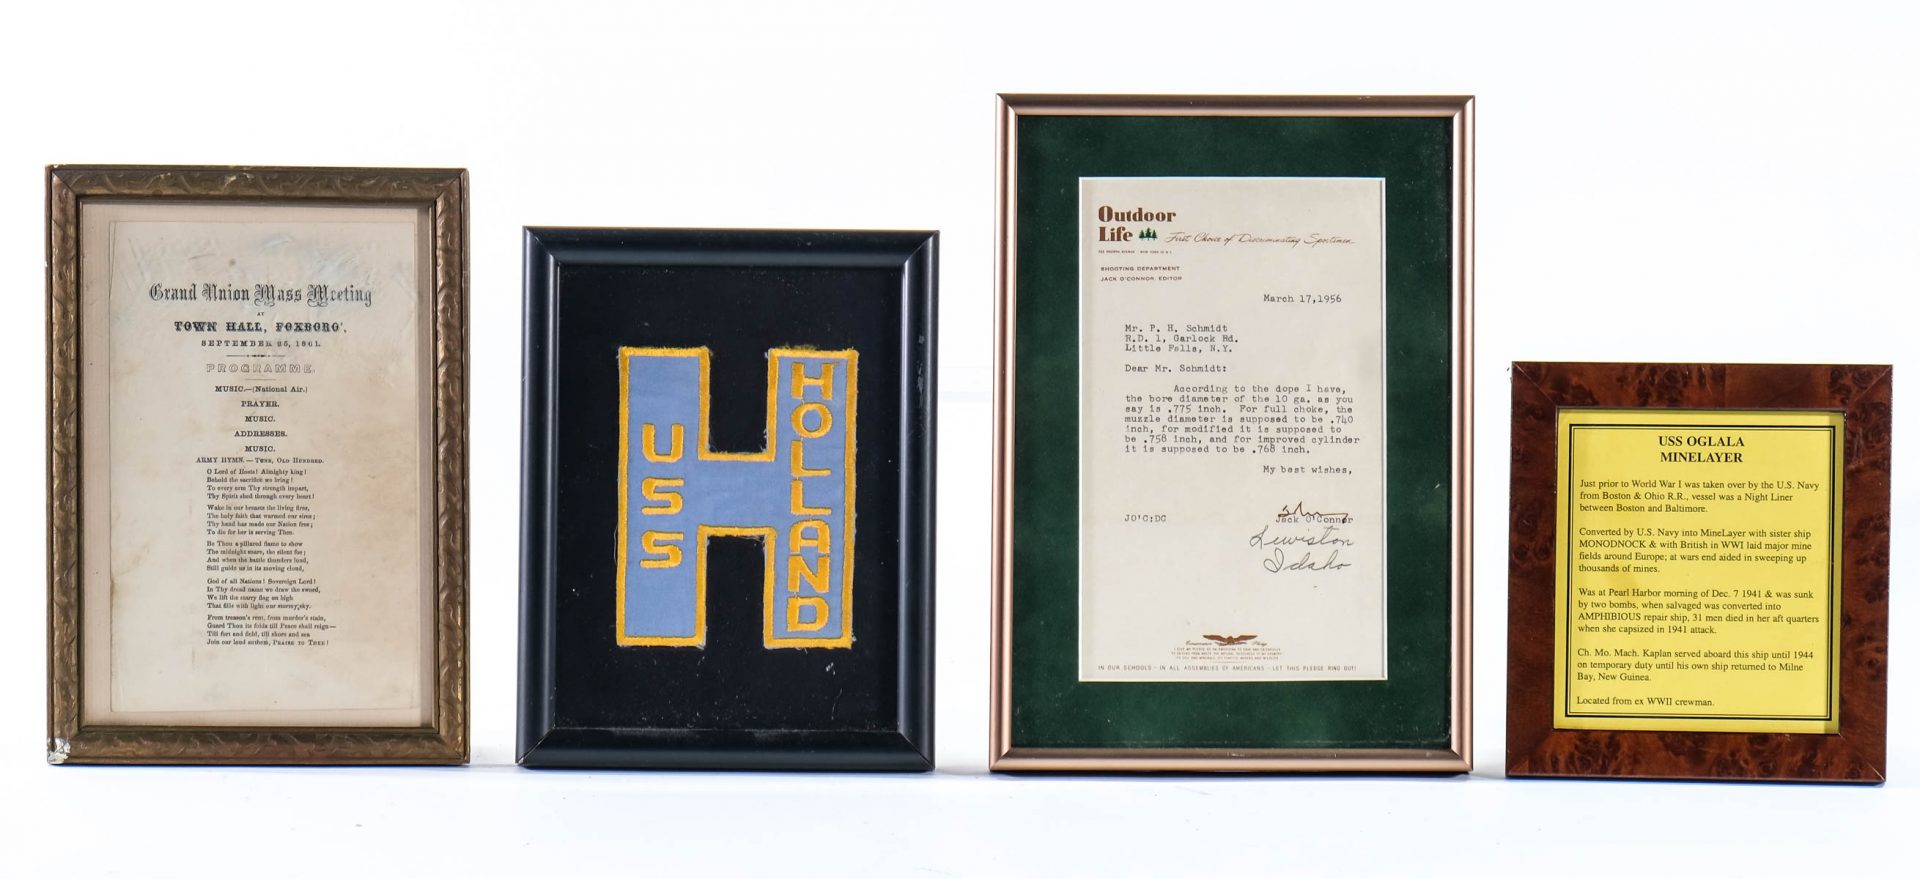 Grand Union Mass Meeting
AT
TOWN HALL, FOXBORO',
SEPTEMBER 25, 1861.
PROGRAMME.
MUSIC.—(National Air.)
PRAYER.
MUSIC.
ADDRESSES.
MUSIC.
ARMY HYMN.—TUNE, OLD HUNDRED.
O Lord of Hosts! Almighty king!
Behold the sacrifice we bring!
To every arm Thy strength impart,
Thy Spirit shed through every heart!
Wake in our breasts the living fires,
The holy faith that warmed our sires;
Thy hand has made our Nation free;
To die for her is serving Thee.
Be Thou a pillared flame to show
The midnight snare, the silent foe;
And when the battle thunders loud,
Still guide us in its moving cloud.
God of all Nations! Sovereign Lord!
In Thy dread name we draw the sword,
We lift the starry flag on high
That fills with light our stormy sky.
From treason's rent, from murder's stain,
Guard Thou its folds till Peace shall reign—
Till fort and field, till shore and sea
Join our loud anthem, PRAISE TO THEE!
USS
HOLLAND
Outdoor
Life First Choice of Discriminating Sportsmen
SHOOTING DEPARTMENT
JACK O'CONNOR, EDITOR
March 17,1956
Mr. P. H. Schmidt
R.D. 1, Garlock Rd.
Little Falls, N.Y.
Dear Mr. Schmidt:
According to the dope I have,
the bore diameter of the 10 ga. as you
say is .775 inch. For full choke, the
muzzle diameter is supposed to be .740
inch, for modified it is supposed to
be .758 inch, and for improved cylinder
it is supposed to be .768 inch.
My best wishes,
JO'C:DC
Jack O'Connor
Lewiston
Idaho
Conservation Pledge
IN OUR SCHOOLS - IN ALL ASSEMBLIES OF AMERICANS - LET THIS PLEDGE RING OUT!
USS OGLALA
MINELAYER
Just prior to World War I was taken over by the U.S. Navy
from Boston & Ohio R.R., vessel was a Night Liner
between Boston and Baltimore.
Converted by U.S. Navy into MineLayer with sister ship
MONODNOCK & with British in WWI laid major mine
fields around Europe; at wars end aided in sweeping up
thousands of mines.
Was at Pearl Harbor morning of Dec. 7 1941 & was sunk
by two bombs, when salvaged was converted into
AMPHIBIOUS repair ship, 31 men died in her aft quarters
when she capsized in 1941 attack.
Ch. Mo. Mach. Kaplan served aboard this ship until 1944
on temporary duty until his own ship returned to Milne
Bay, New Guinea.
Located from ex WWII crewman.